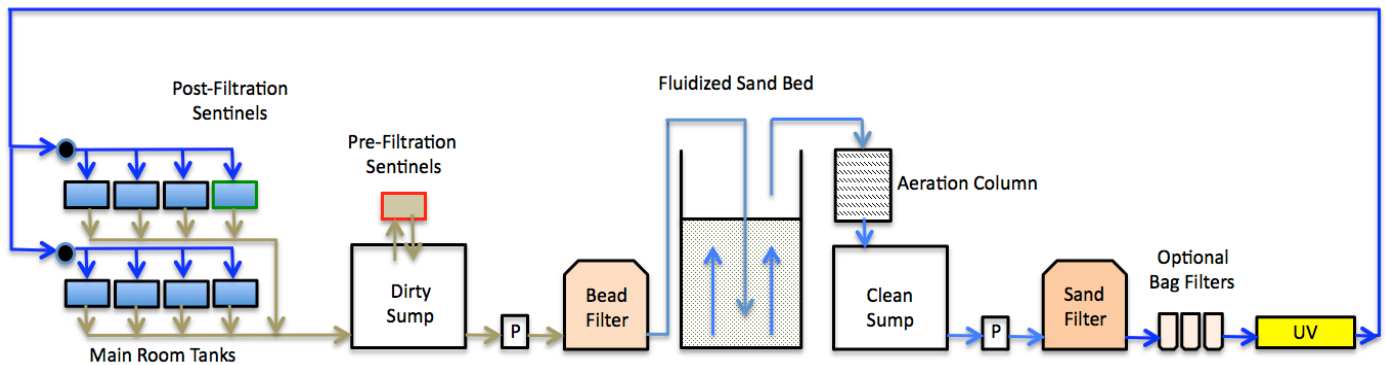 Post-Filtration
Sentinels
Pre-Filtration
Sentinels
Fluidized Sand Bed
Aeration Column
Dirty
Sump
P
Bead
Filter
Clean
Sump
P
Sand
Filter
Optional
Bag Filters
UV
Main Room Tanks